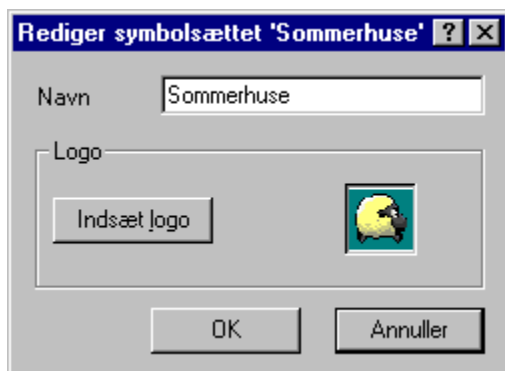 Rediger symbolsættet 'Sommerhuse' ? X
Navn Sommerhuse
Logo
Indsæt logo
OK Annuller